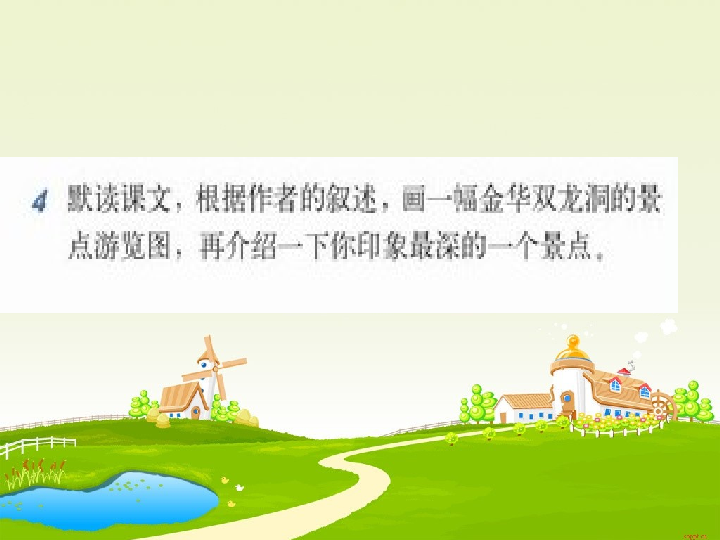 4 默读课文，根据作者的叙述，画一幅金华双龙洞的景
点游览图，再介绍一下你印象最深的一个景点。